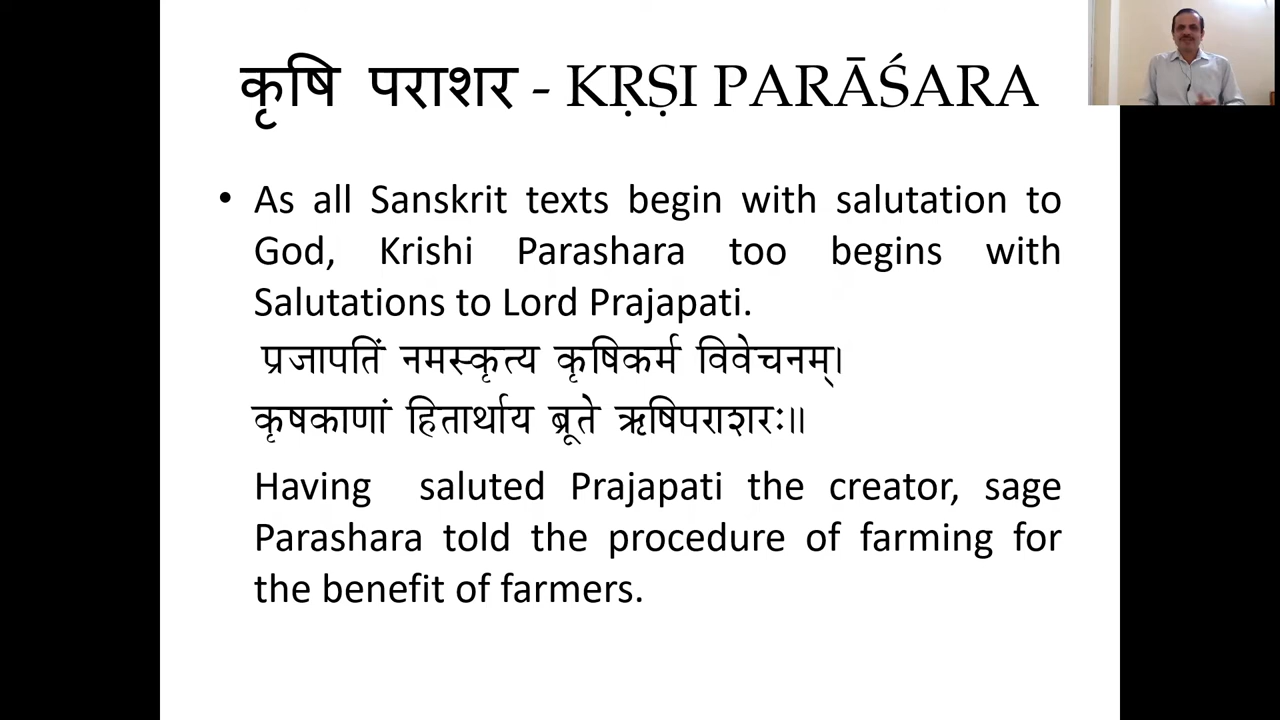 कृषि पराशर - KṚṢI PARĀŚARA
• As all Sanskrit texts begin with salutation to
God, Krishi Parashara too begins with
Salutations to Lord Prajapati.
प्रजापतिं नमस्कृत्य कृषिकर्म विवेचनम्।
कृषकाणां हितार्थाय ब्रूते ऋषिपराशरः॥
Having saluted Prajapati the creator, sage
Parashara told the procedure of farming for
the benefit of farmers.